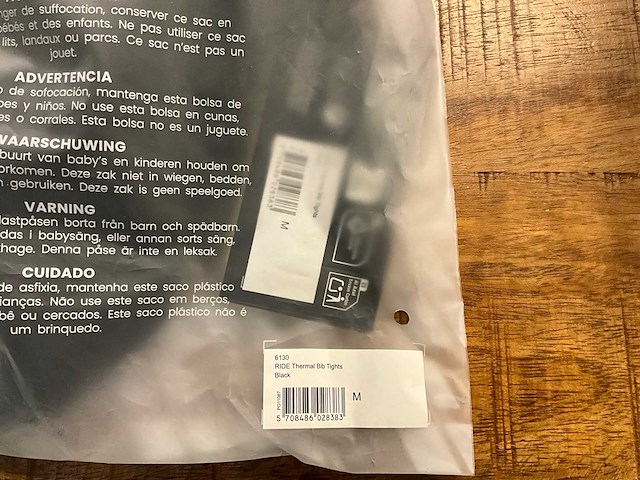 nger de suffocation, conserver ce sac en
bébés et des enfants. Ne pas utiliser ce sac
lits, landaux ou parcs. Ce sac n'est pas un
jouet.
ADVERTENCIA
o de sofocación, mantenga esta bolsa de
bes y niños. No use esta bolsa en cunas,
es o corrales. Esta bolsa no es un juguete.
WAARSCHUWING
buurt van baby's en kinderen houden om
orkomen. Deze zak niet in wiegen, bedden,
gebruiken. Deze zak is geen speelgoed.
VARNING
lastpåsen borta från barn och spädbarn.
das i babysäng, eller annan sorts säng,
hage. Denna påse är inte en leksak.
CUIDADO
de asfixia, mantenha este saco plástico
ianças. Não use este saco em berços,
bê ou cercados. Este saco plástico não é
um brinquedo.
M
6130
RIDE Thermal Bib Tights
Black
M
5 708486 028383